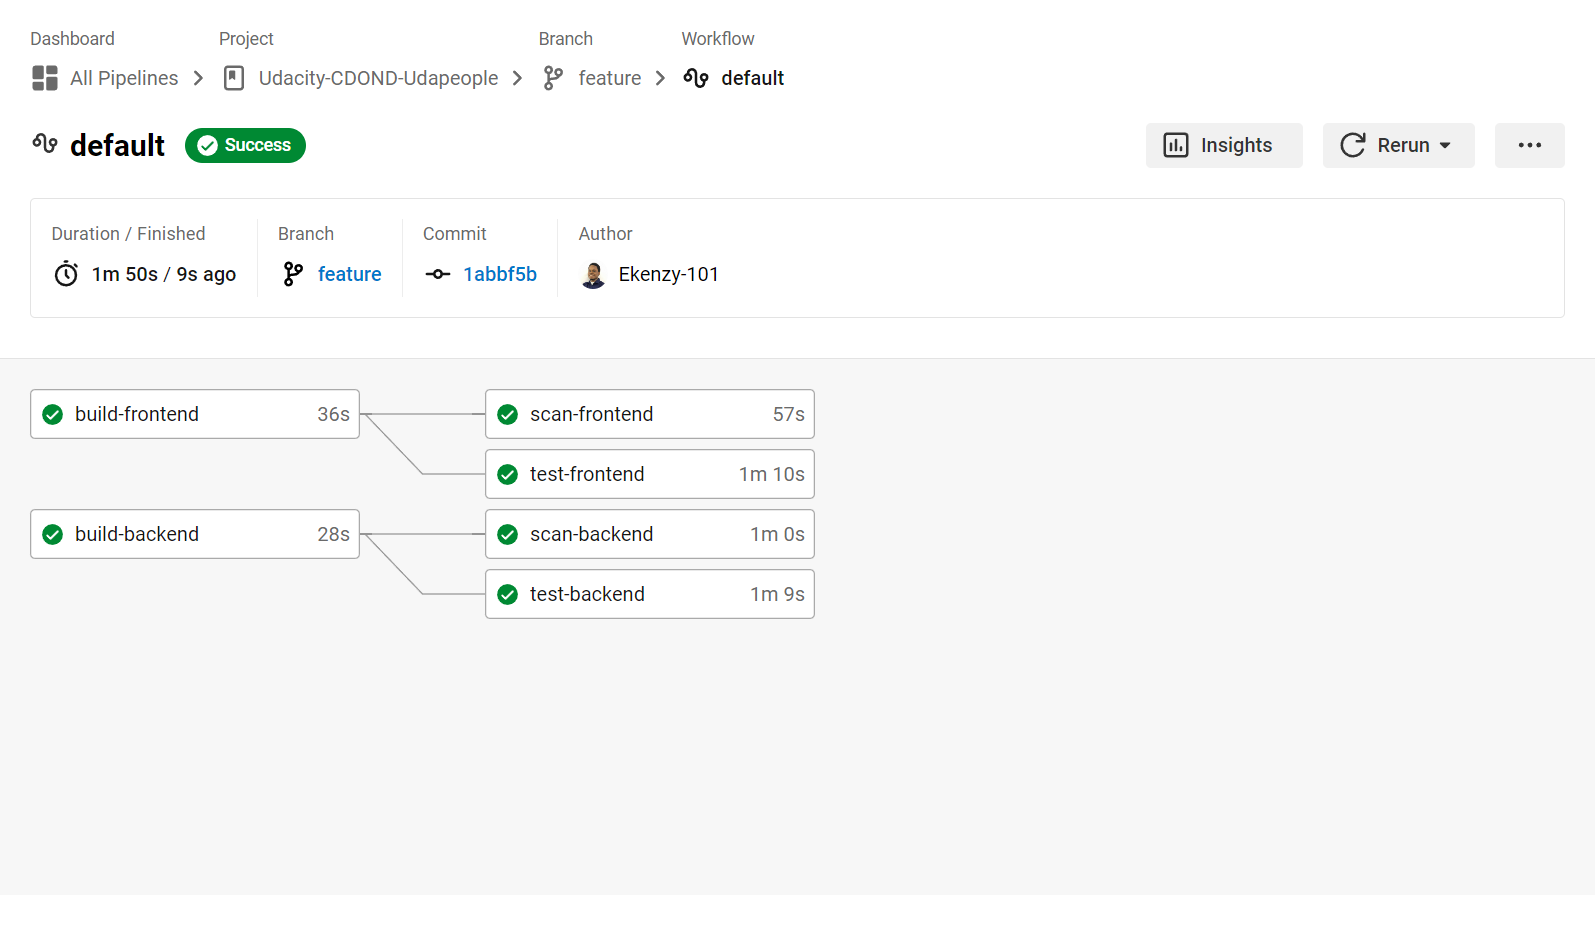 Dashboard Project Branch Workflow
All Pipelines Udacity-CDOND-Udapeople feature default
default Success Insights Rerun
Duration / Finished Branch Commit Author
1m 50s / 9s ago feature 1abbf5b Ekenzy-101
build-frontend 36s scan-frontend 57s
test-frontend 1m 10s
build-backend 28s scan-backend 1m 0s
test-backend 1m 9s